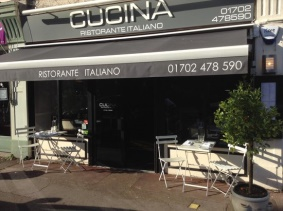 CUCINA
RISTORANTE ITALIANO
01702
478590
RISTORANTE ITALIANO
01702 478 590